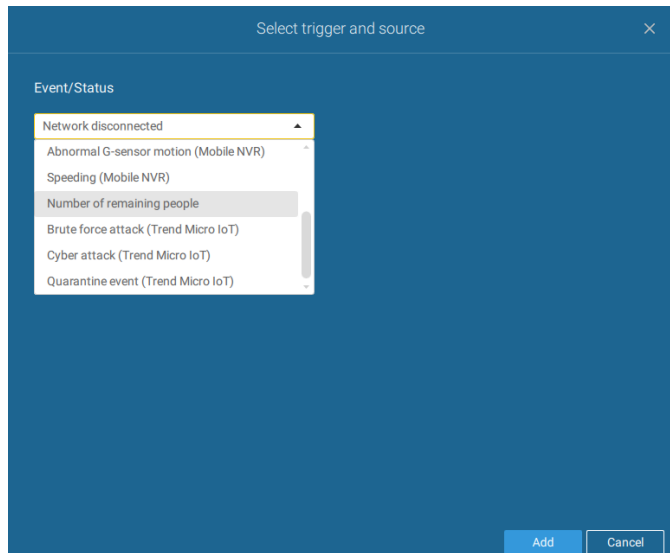 Select trigger and source
Event/Status
Network disconnected
Abnormal G-sensor motion (Mobile NVR)
Speeding (Mobile NVR)
Number of remaining people
Brute force attack (Trend Micro IoT)
Cyber attack (Trend Micro IoT)
Quarantine event (Trend Micro IoT)
Add Cancel